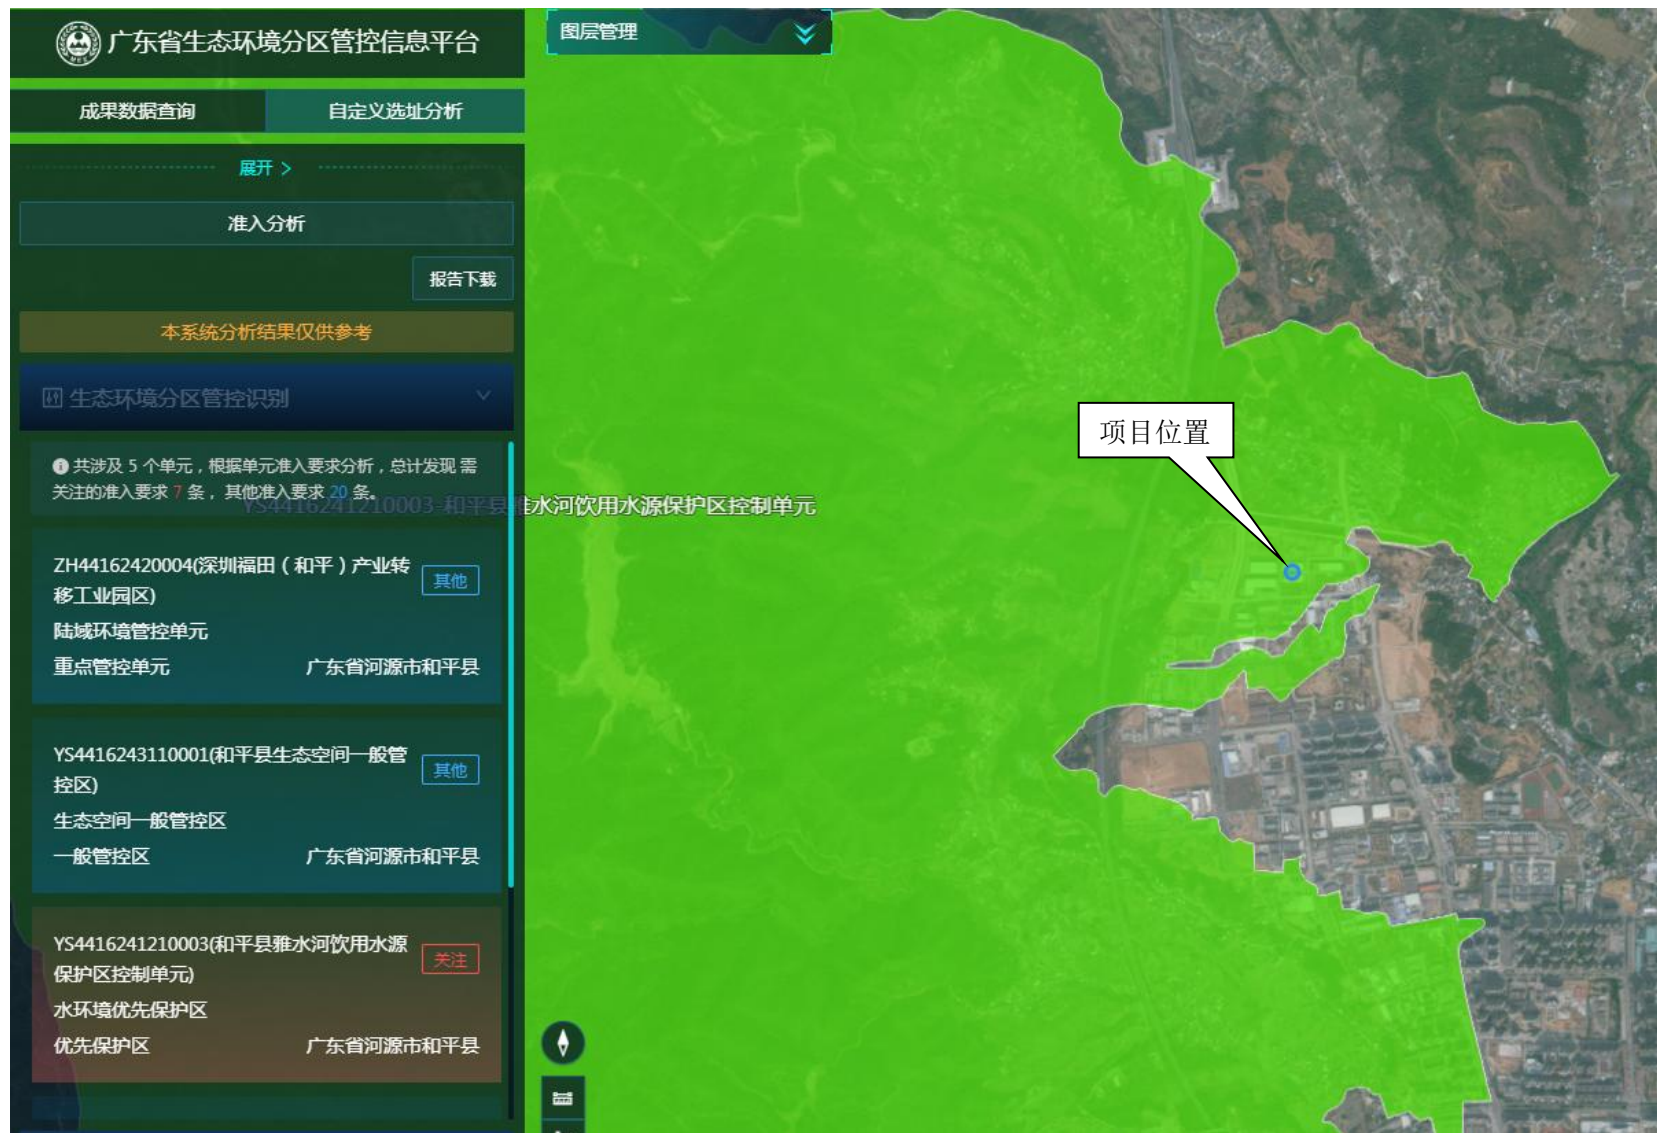 广东省生态环境分区管控信息平台
图层管理
成果数据查询
自定义选址分析
展开 >
准入分析
报告下载
本系统分析结果仅供参考
生态环境分区管控识别
共涉及 5 个单元，根据单元准入要求分析，总计发现 需
关注的准入要求 7 条， 其他准入要求 20 条。
YS4416241210003-和平县雅水河饮用水源保护区控制单元
项目位置
ZH44162420004(深圳福田（和平）产业转
移工业园区)
其他
陆域环境管控单元
重点管控单元
广东省河源市和平县
YS4416243110001(和平县生态空间一般管
控区)
其他
生态空间一般管控区
一般管控区
广东省河源市和平县
YS4416241210003(和平县雅水河饮用水源
保护区控制单元)
关注
水环境优先保护区
优先保护区
广东省河源市和平县